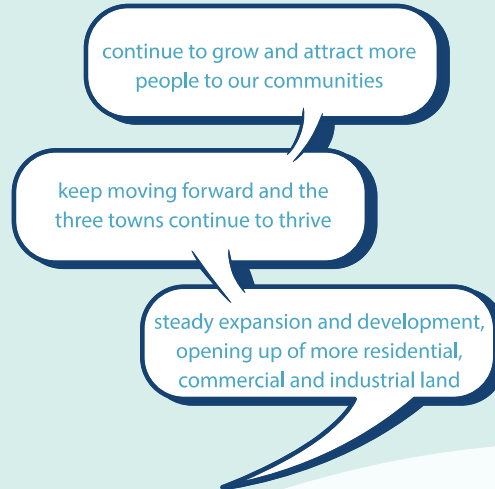 continue to grow and attract more
people to our communities
keep moving forward and the
three towns continue to thrive
steady expansion and development,
opening up of more residential,
commercial and industrial land